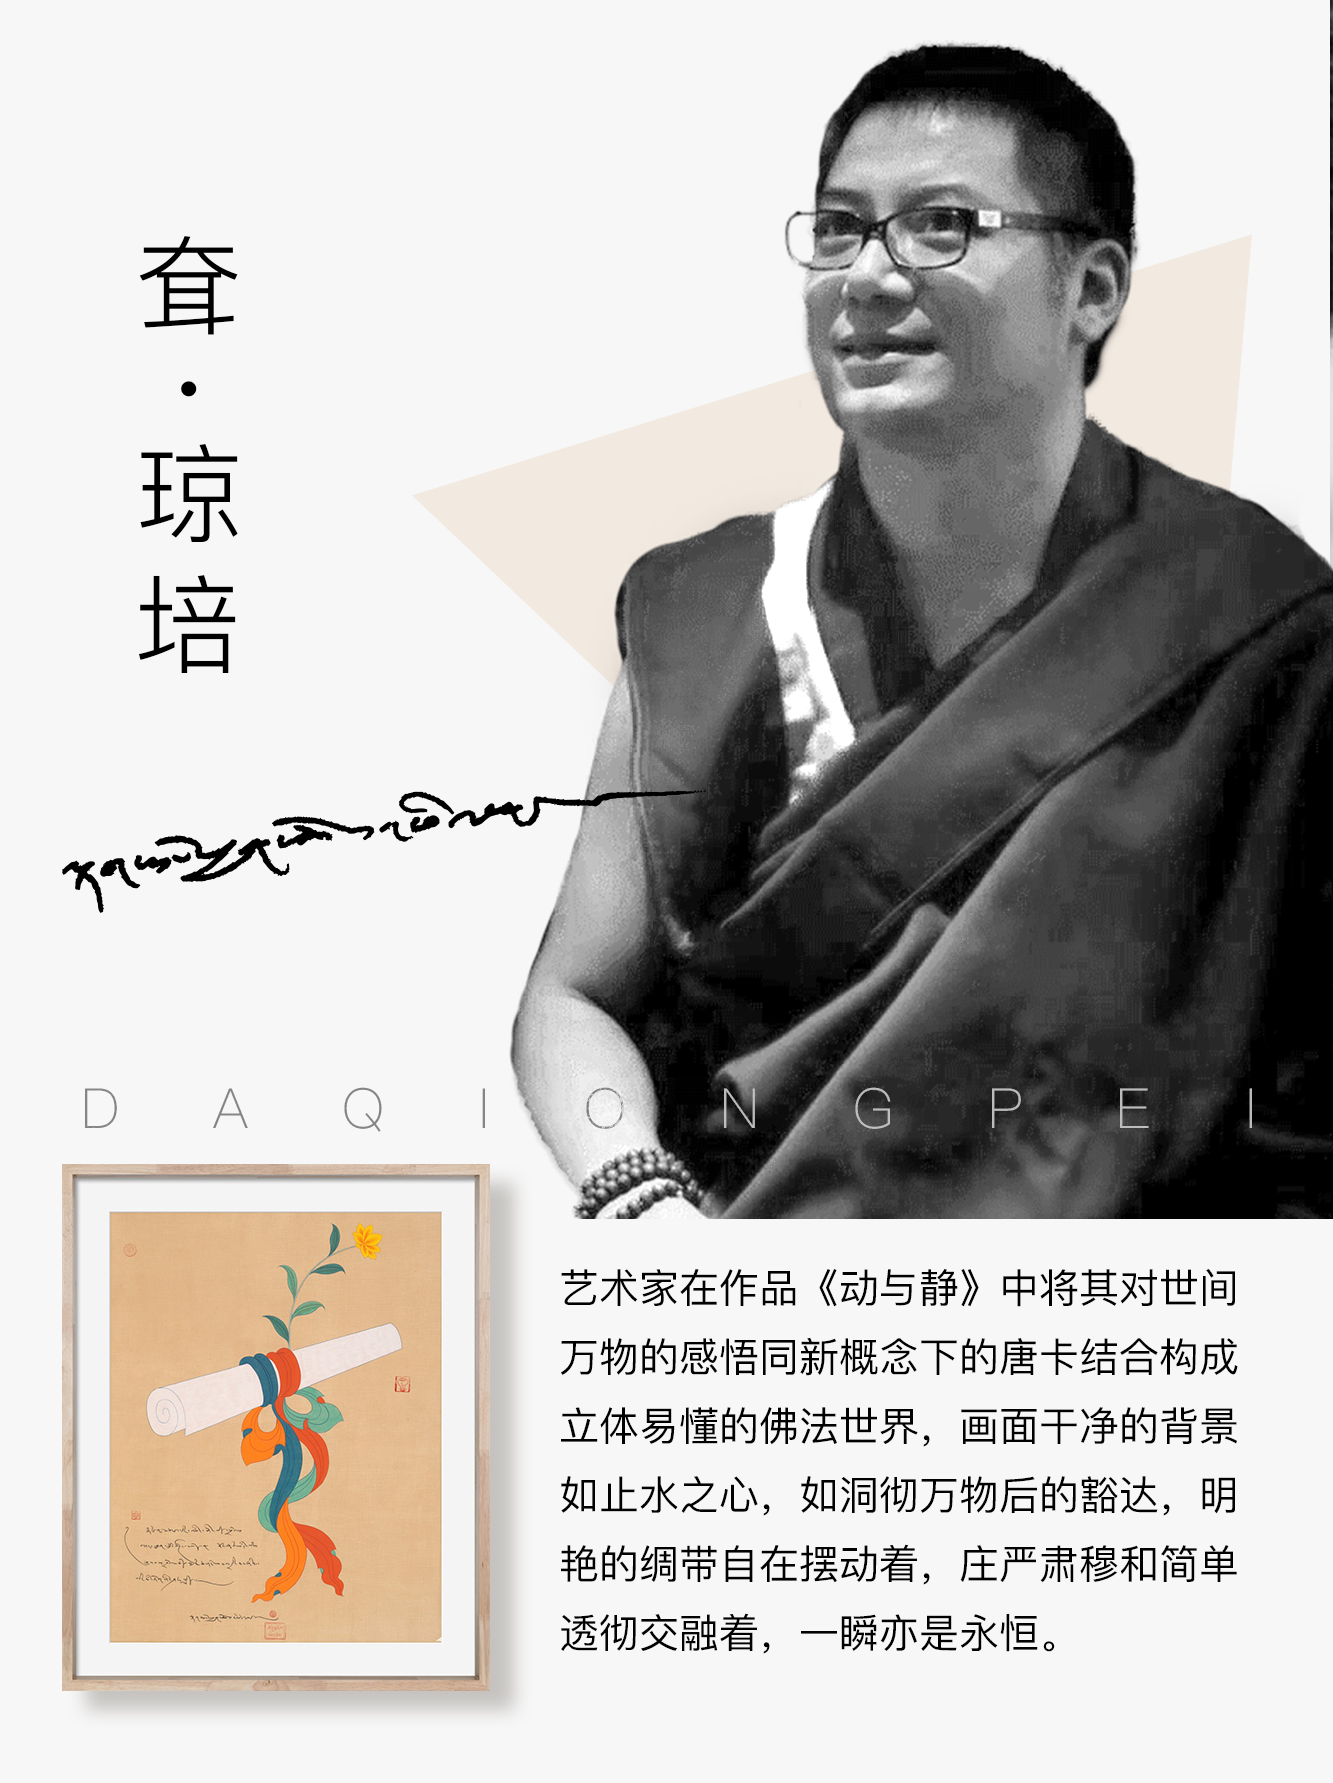 耷·琼培
DAQIONGPEI
艺术家在作品《动与静》中将其对世间
万物的感悟同新概念下的唐卡结合构成
立体易懂的佛法世界，画面干净的背景
如止水之心，如洞彻万物后的豁达，明
艳的绸带自在摆动着，庄严肃穆和简单
透彻交融着，一瞬亦是永恒。